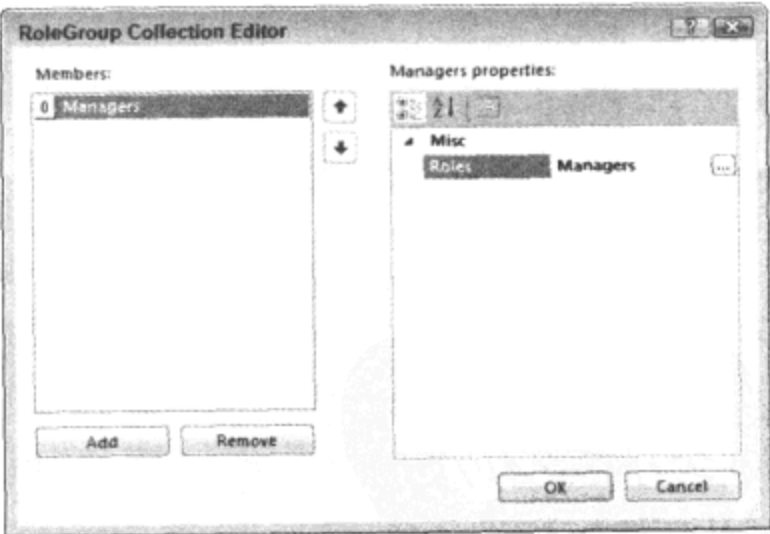 RoleGroup Collection Editor
Members:
0 Managers
Add
Remove
Managers properties:
Misc
Roles
Managers
...
OK
Cancel